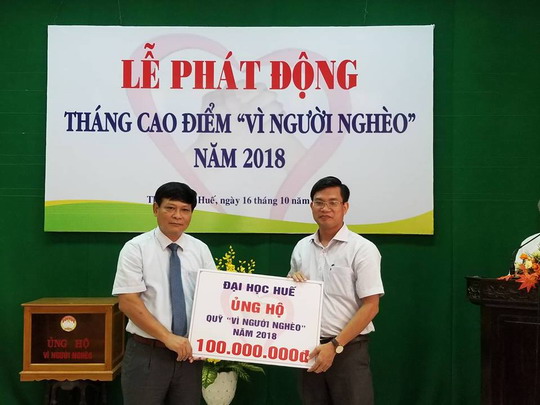 LỄ PHÁT ĐỘNG
THÁNG CAO ĐIỂM “VÌ NGƯỜI NGHÈO”
NĂM 2018
Huế, ngày 16 tháng 10 năm
ĐẠI HỌC HUẾ
ỦNG HỘ
QUỸ "VÌ NGƯỜI NGHÈO"
NĂM 2018
100.000.000đ
ỦNG HỘ
VÌ NGƯỜI NGHÈO